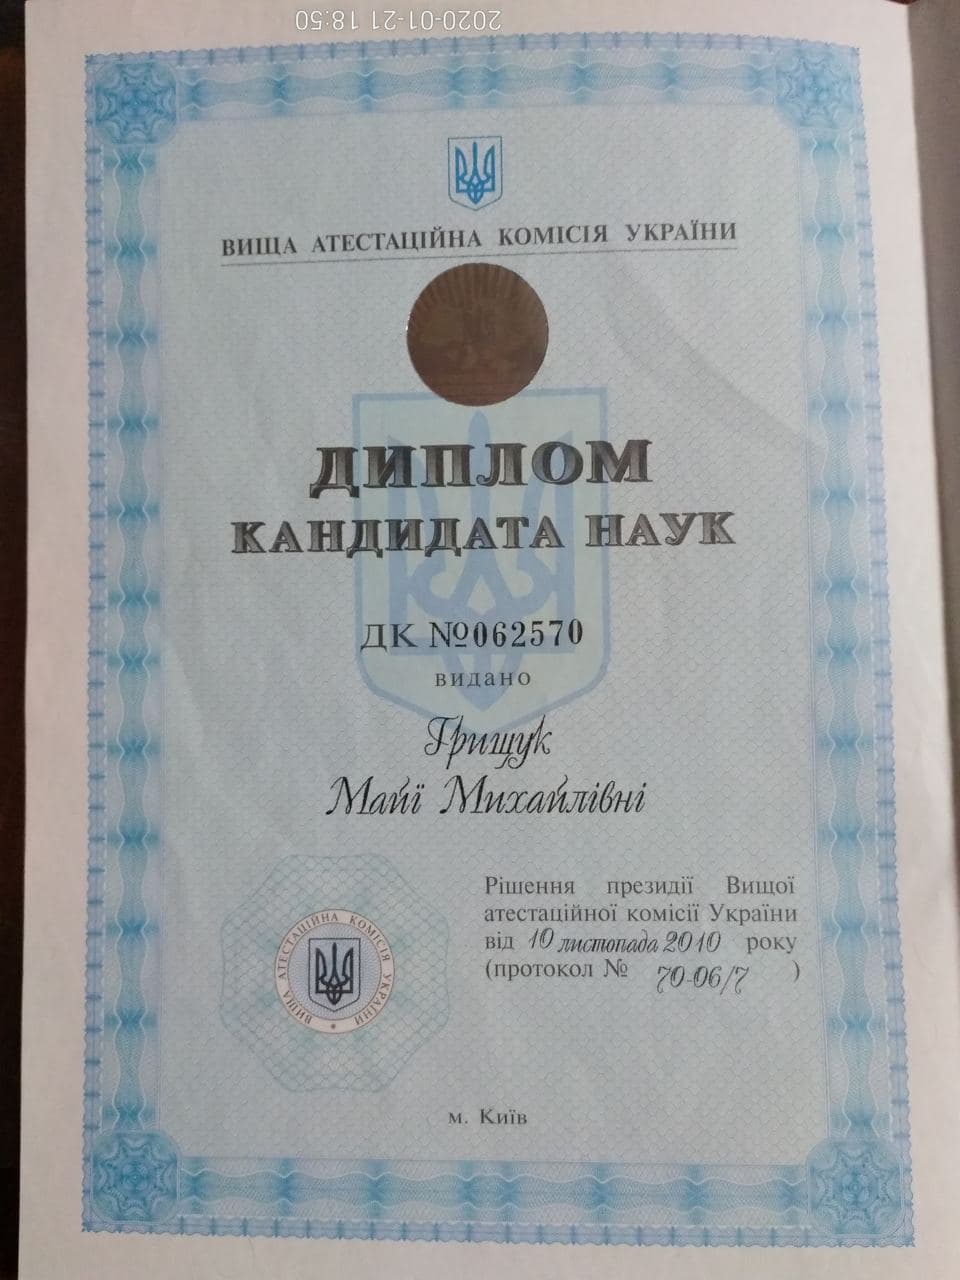 2020-01-21 18:50
ВИЩА АТЕСТАЦІЙНА КОМІСІЯ УКРАЇНИ
ДИПЛОМ
КАНДИДАТА НАУК
ДК №062570
видано
Грищук
Майї Михайлівні
Рішення президії Вищої
атестаційної комісії України
від 10 листопада 2010 року
(протокол № 70-06/7 )
ВИЩА АТЕСТАЦІЙНА КОМІСІЯ УКРАЇНИ
м. Київ